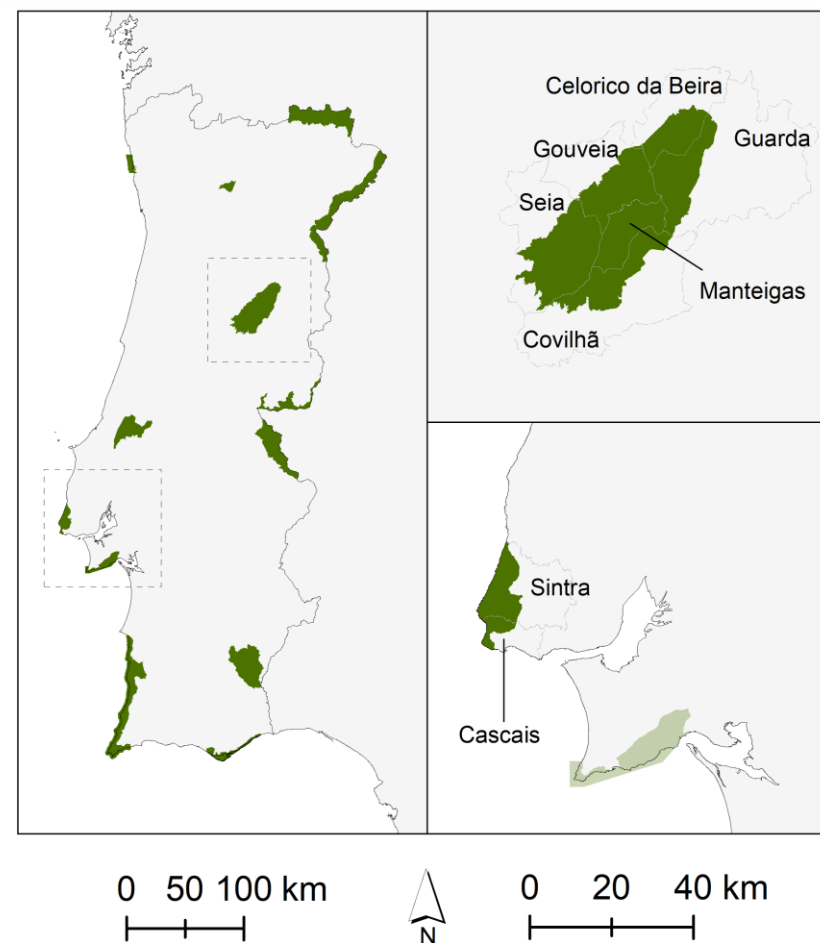 Celorico da Beira
Guarda
Gouveia
Seia
Manteigas
Covilhã
Sintra
Cascais
0 50 100 km
N
0 20 40 km